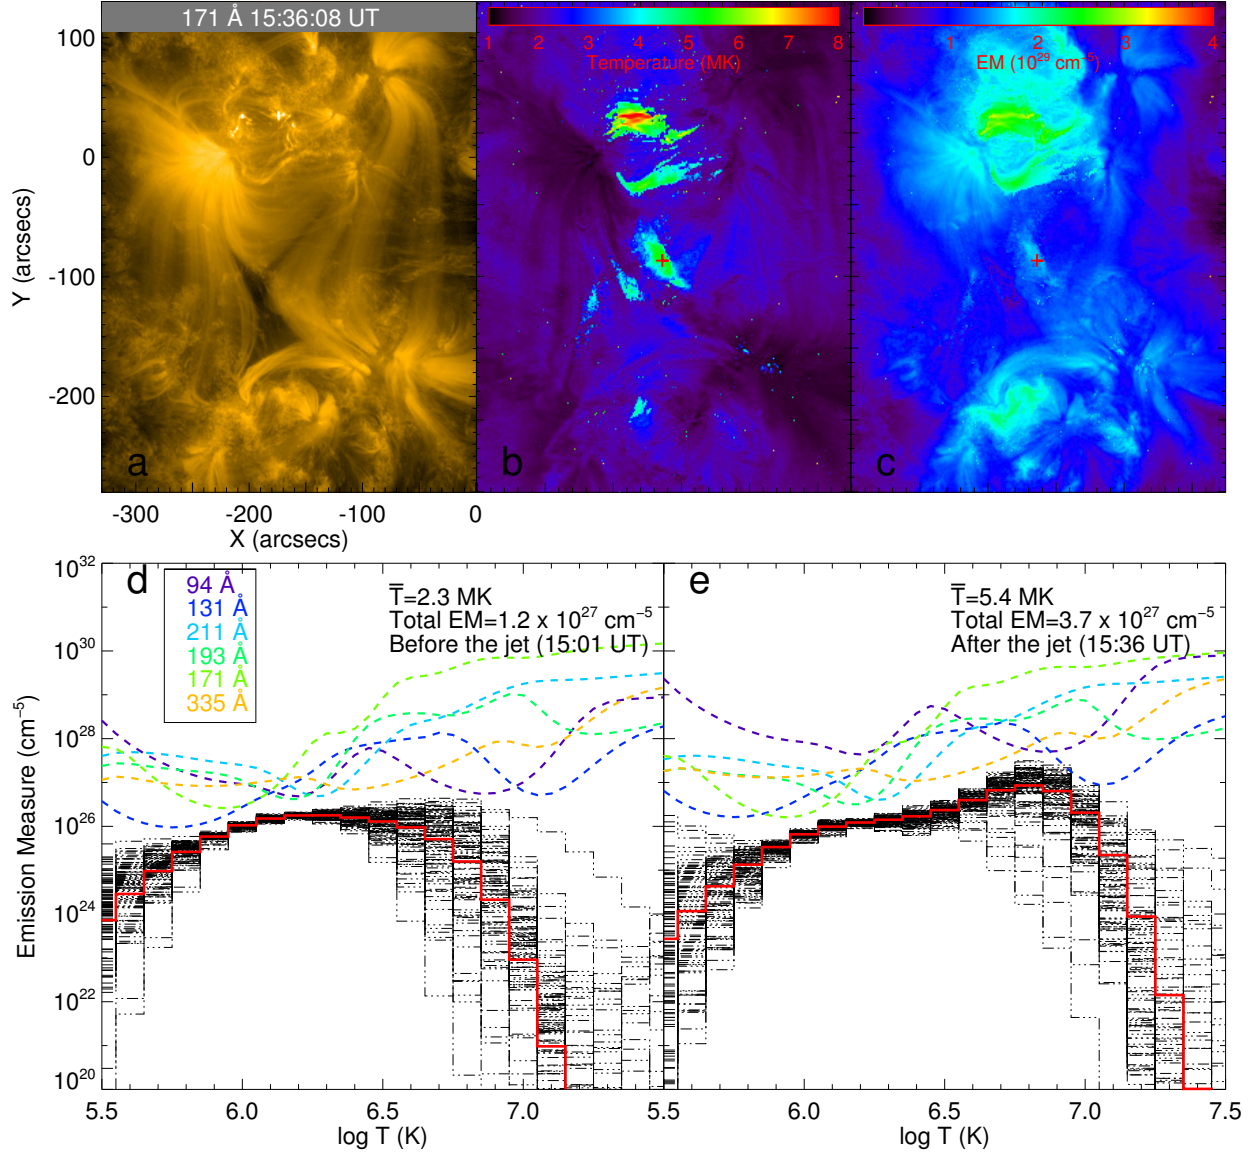 171 Å 15:36:08 UT
1 2 3 4 5 6 7 8
Temperature (MK)
1 2 3 4
EM (10²⁹ cm⁻⁵)
100
0
-100
-200
Y (arcsecs)
a
b
c
-300 -200 -100 0
X (arcsecs)
d
94 Å
131 Å
211 Å
193 Å
171 Å
335 Å
T̅=2.3 MK
Total EM=1.2 x 10²⁷ cm⁻⁵
Before the jet (15:01 UT)
e
T̅=5.4 MK
Total EM=3.7 x 10²⁷ cm⁻⁵
After the jet (15:36 UT)
10³²
10³⁰
10²⁸
10²⁶
10²⁴
10²²
10²⁰
Emission Measure (cm⁻⁵)
5.5 6.0 6.5 7.0 5.5 6.0 6.5 7.0 7.5
log T (K)
log T (K)